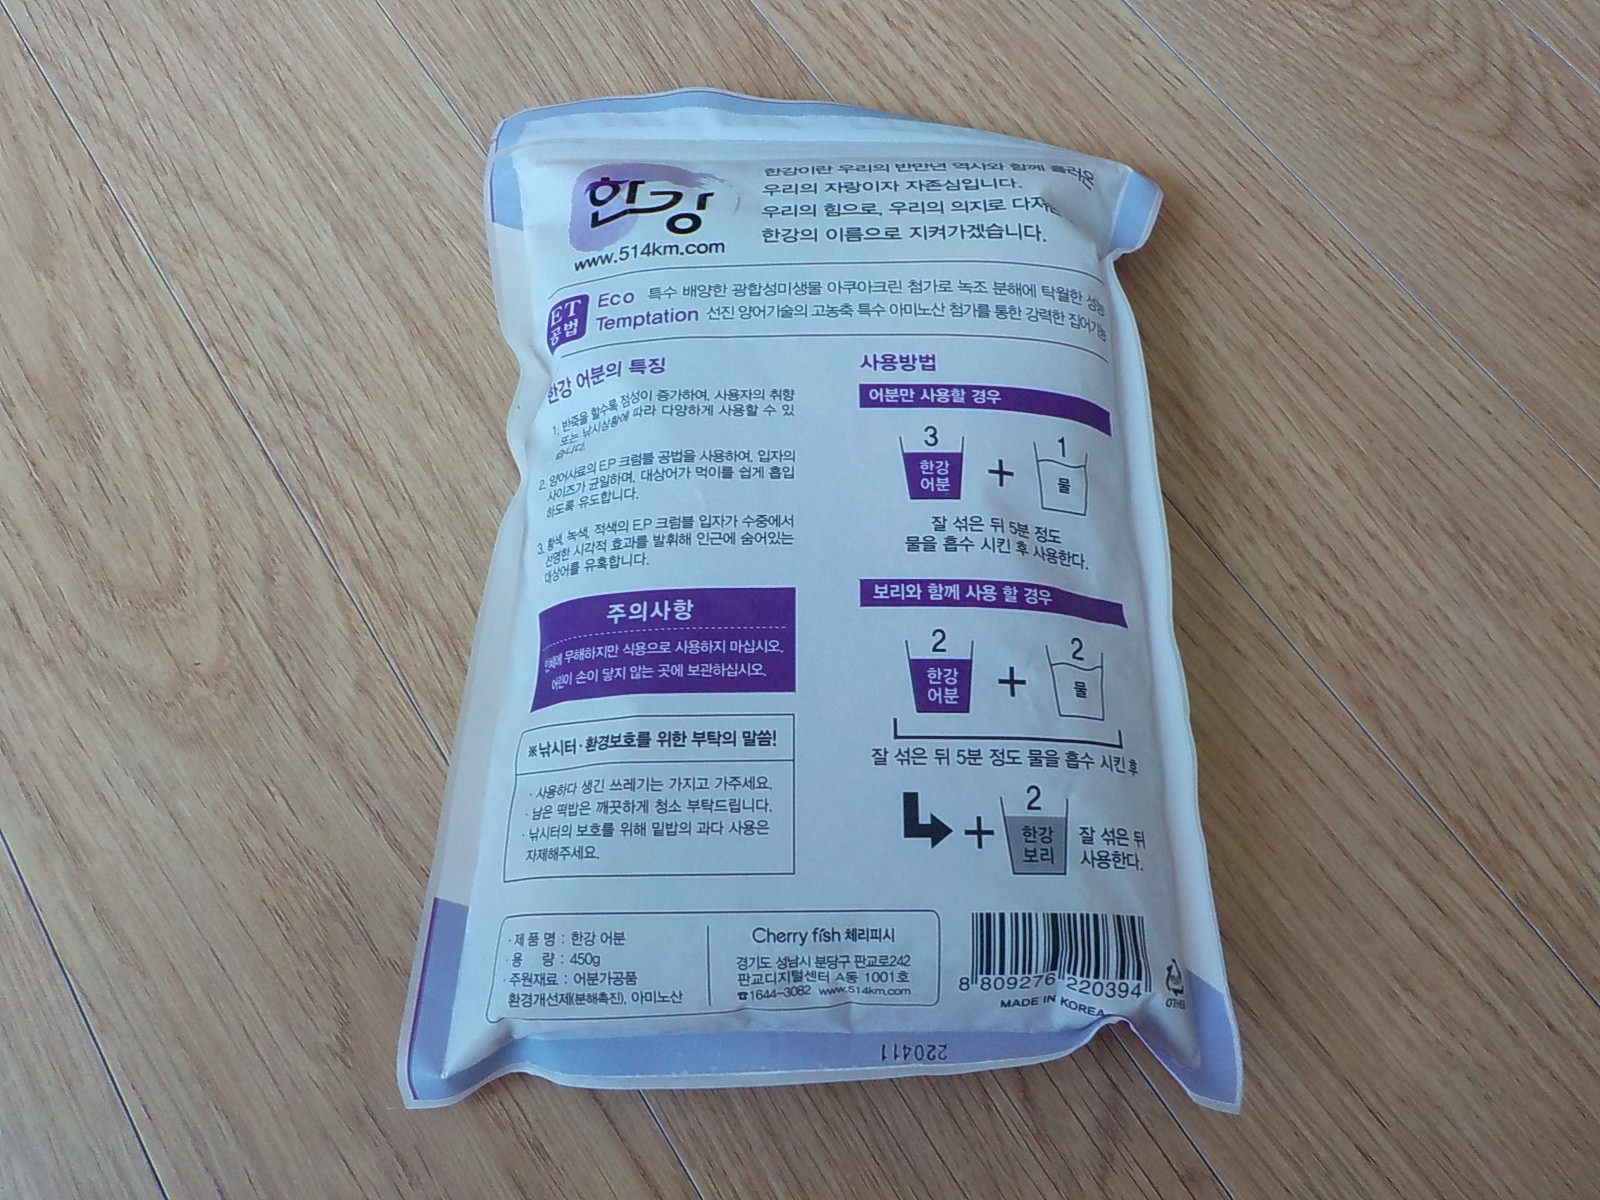 한강
www.514km.com
한강이란 우리의 반만년 역사와 함께 흘러온
우리의 자랑이자 자존심입니다.
우리의 힘으로, 우리의 의지로
한강의 이름으로 지켜가겠습니다.
ET
공법
Eco 특수 배양한 광합성미생물 아쿠아크린 첨가로 녹조 분해에 탁월한 성능
Temptation 선진 양어기술의 고농축 특수 아미노산 첨가를 통한 강력한 집어기능
한강 어분의 특징
1. 반죽을 할수록 점성이 증가하여, 사용자의 취향
또는 낚시상황에 따라 다양하게 사용할 수 있
습니다.
2. 양어사료의 E.P 크럼블 공법을 사용하여, 입자의
사이즈가 균일하며, 대상어가 먹이를 쉽게 흡입
하도록 유도합니다.
3. 황색, 녹색, 적색의 E.P 크럼블 입자가 수중에서
선명한 시각적 효과를 발휘해 인근에 숨어있는
대상어를 유혹합니다.
주의사항
인체에 무해하지만 식용으로 사용하지 마십시오.
어린이 손이 닿지 않는 곳에 보관하십시오.
※낚시터·환경보호를 위한 부탁의 말씀!
· 사용하다 생긴 쓰레기는 가지고 가주세요.
· 남은 떡밥은 깨끗하게 청소 부탁드립니다.
· 낚시터의 보호를 위해 밑밥의 과다 사용은
자제해주세요.
사용방법
어분만 사용할 경우
3
한강
어분
+
1
물
잘 섞은 뒤 5분 정도
물을 흡수 시킨 후 사용한다.
보리와 함께 사용 할 경우
2
한강
어분
+
2
물
잘 섞은 뒤 5분 정도 물을 흡수 시킨 후
+
2
한강
보리
잘 섞은 뒤
사용한다.
· 제 품 명 : 한강 어분
· 용 량 : 450g
· 주원재료 : 어분가공품
환경개선제(분해촉진), 아미노산
Cherry fish 체리피시
경기도 성남시 분당구 판교로242
판교디지털센터 A동 1001호
☎1644-3082 www.514km.com
8 809276 220394
MADE IN KOREA
220411